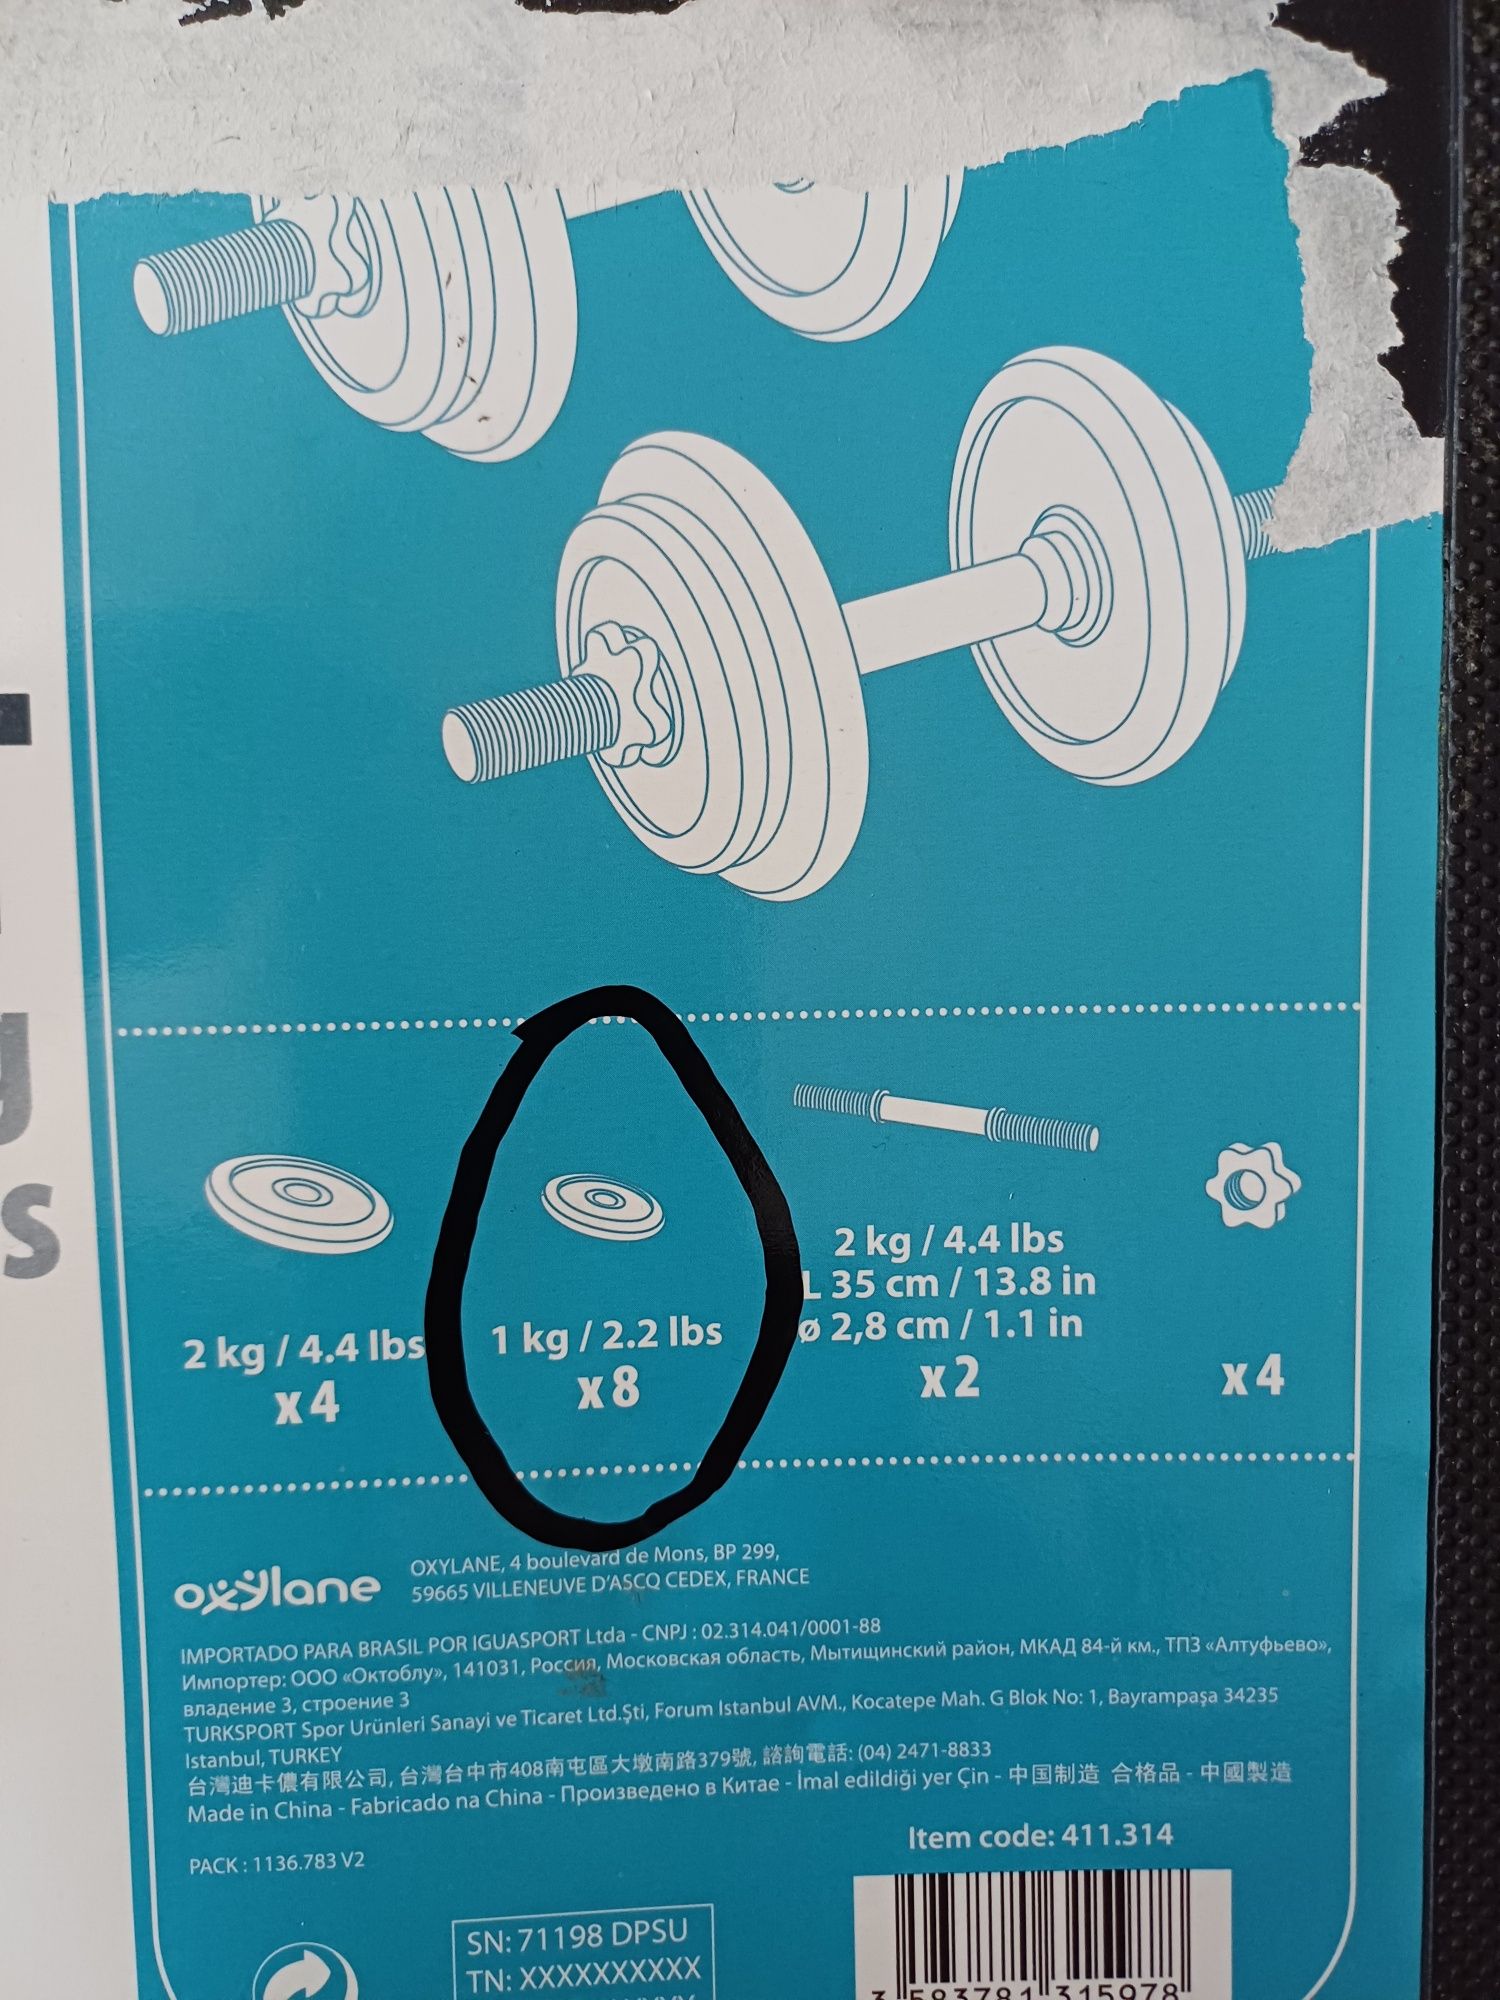 g
s
2 kg / 4.4 lbs
x4
1 kg / 2.2 lbs
x8
2 kg / 4.4 lbs
L 35 cm / 13.8 in
ø 2,8 cm / 1.1 in
x2
x4
oxylane
OXYLANE, 4 boulevard de Mons, BP 299,
59665 VILLENEUVE D'ASCQ CEDEX, FRANCE
IMPORTADO PARA BRASIL POR IGUASPORT Ltda - CNPJ : 02.314.041/0001-88
Импортер: ООО «Октоблу», 141031, Россия, Московская область, Мытищинский район, МКАД 84-й км., ТПЗ «Алтуфьево»,
владение 3, строение 3
TURKSPORT Spor Urünleri Sanayi ve Ticaret Ltd.Şti, Forum Istanbul AVM., Kocatepe Mah. G Blok No: 1, Bayrampaşa 34235
Istanbul, TURKEY
台灣迪卡儂有限公司, 台灣台中市408南屯區大墩南路379號, 諮詢電話: (04) 2471-8833
Made in China - Fabricado na China - Произведено в Китае - İmal edildiği yer Çin - 中国制造 合格品 - 中國製造
Item code: 411.314
PACK : 1136.783 V2
SN: 71198 DPSU
TN: XXXXXXXXXX
3 583781 315978